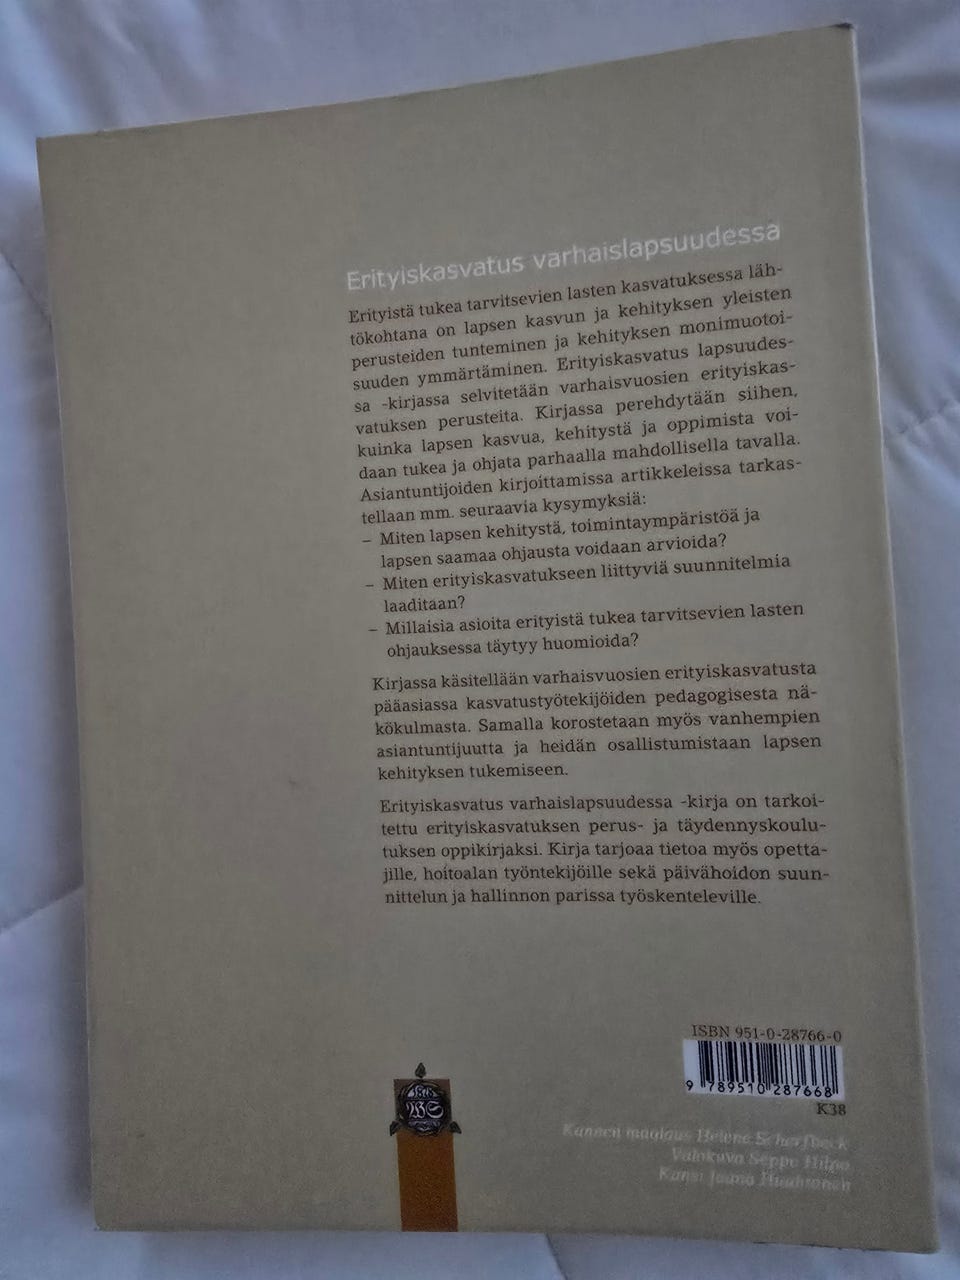 Erityiskasvatus varhaislapsuudessa
Erityistä tukea tarvitsevien lasten kasvatuksessa läh-
tökohtana on lapsen kasvun ja kehityksen yleisten
perusteiden tunteminen ja kehityksen monimuotoi-
suuden ymmärtäminen. Erityiskasvatus lapsuudes-
sa -kirjassa selvitetään varhaisvuosien erityiskas-
vatuksen perusteita. Kirjassa perehdytään siihen,
kuinka lapsen kasvua, kehitystä ja oppimista voi-
daan tukea ja ohjata parhaalla mahdollisella tavalla.
Asiantuntijoiden kirjoittamissa artikkeleissa tarkas-
tellaan mm. seuraavia kysymyksiä:
– Miten lapsen kehitystä, toimintaympäristöä ja
lapsen saamaa ohjausta voidaan arvioida?
– Miten erityiskasvatukseen liittyviä suunnitelmia
laaditaan?
– Millaisia asioita erityistä tukea tarvitsevien lasten
ohjauksessa täytyy huomioida?
Kirjassa käsitellään varhaisvuosien erityiskasvatusta
pääasiassa kasvatustyötekijöiden pedagogisesta nä-
kökulmasta. Samalla korostetaan myös vanhempien
asiantuntijuutta ja heidän osallistumistaan lapsen
kehityksen tukemiseen.
Erityiskasvatus varhaislapsuudessa -kirja on tarkoi-
tettu erityiskasvatuksen perus- ja täydennyskoulu-
tuksen oppikirjaksi. Kirja tarjoaa tietoa myös opetta-
jille, hoitoalan työntekijöille sekä päivähoidon suun-
nittelun ja hallinnon parissa työskenteleville.
ISBN 951-0-28766-0
9 789510 287668
K38
1878
WS
Kannen maalaus Helene Schjerfbeck
Valokuva Seppo Hilpo
Kansi Jaana